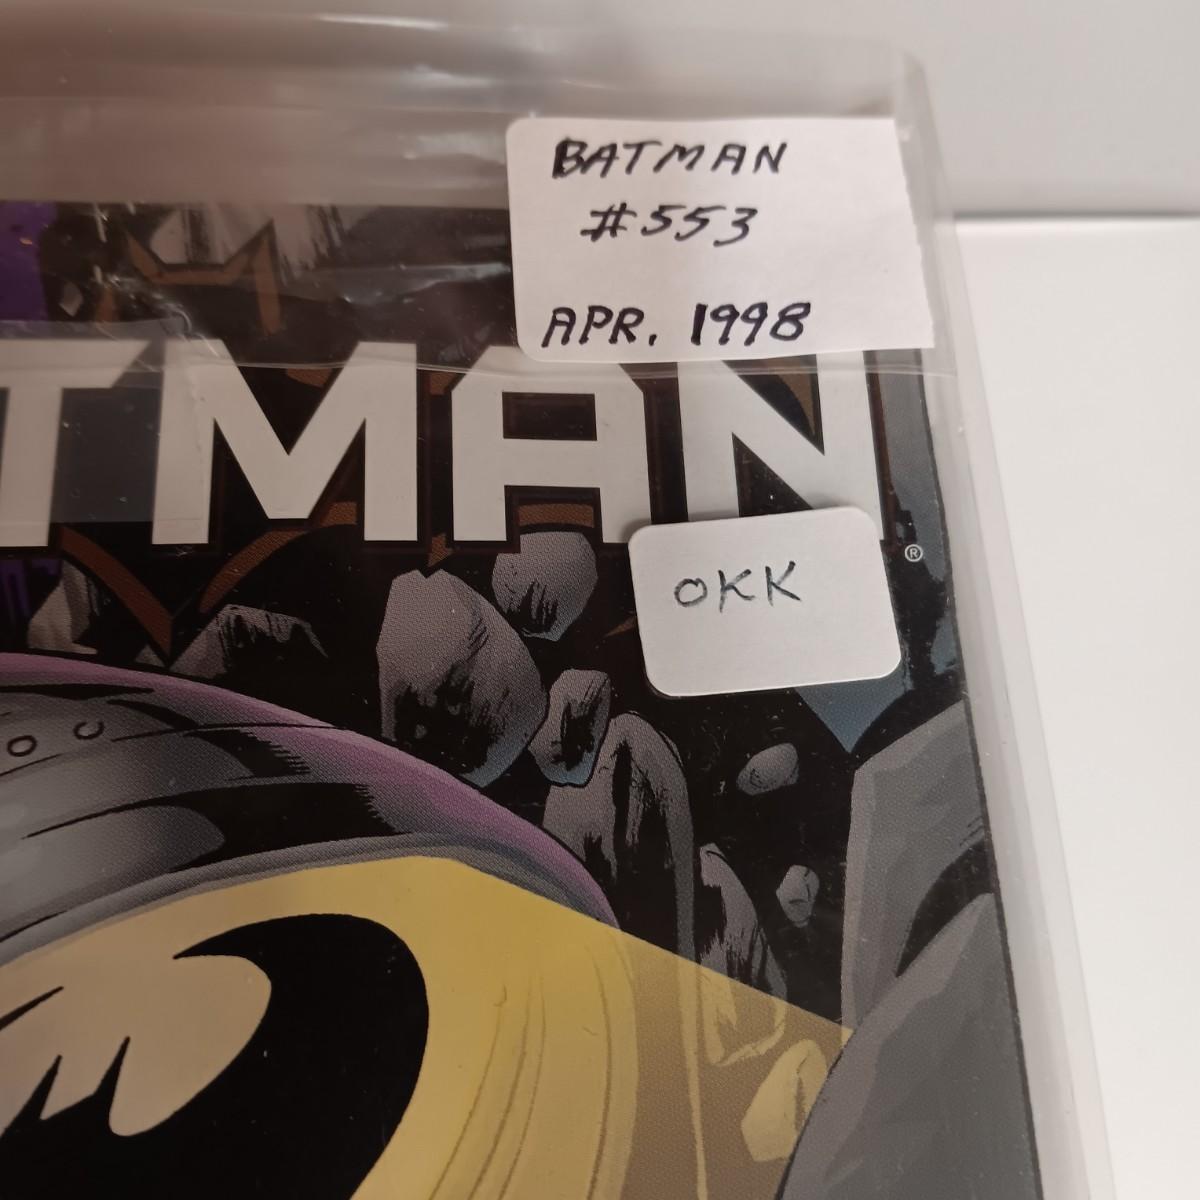 BATMAN
#553
APR. 1998
TMAN®
OKK